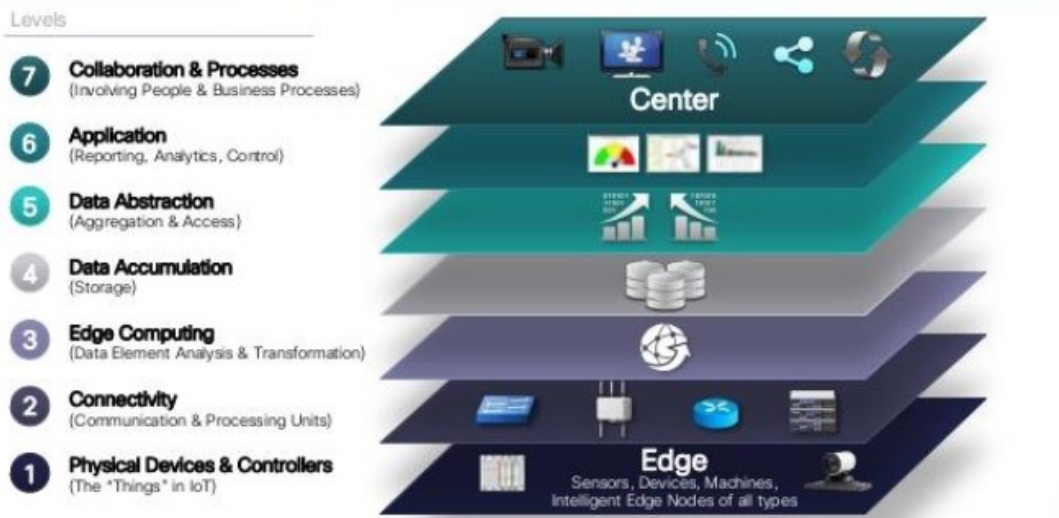 Levels
7
Collaboration & Processes
(Involving People & Business Processes)
6
Application
(Reporting, Analytics, Control)
5
Data Abstraction
(Aggregation & Access)
4
Data Accumulation
(Storage)
3
Edge Computing
(Data Element Analysis & Transformation)
2
Connectivity
(Communication & Processing Units)
1
Physical Devices & Controllers
(The "Things" in IoT)
Center
Edge
Sensors, Devices, Machines,
Intelligent Edge Nodes of all types